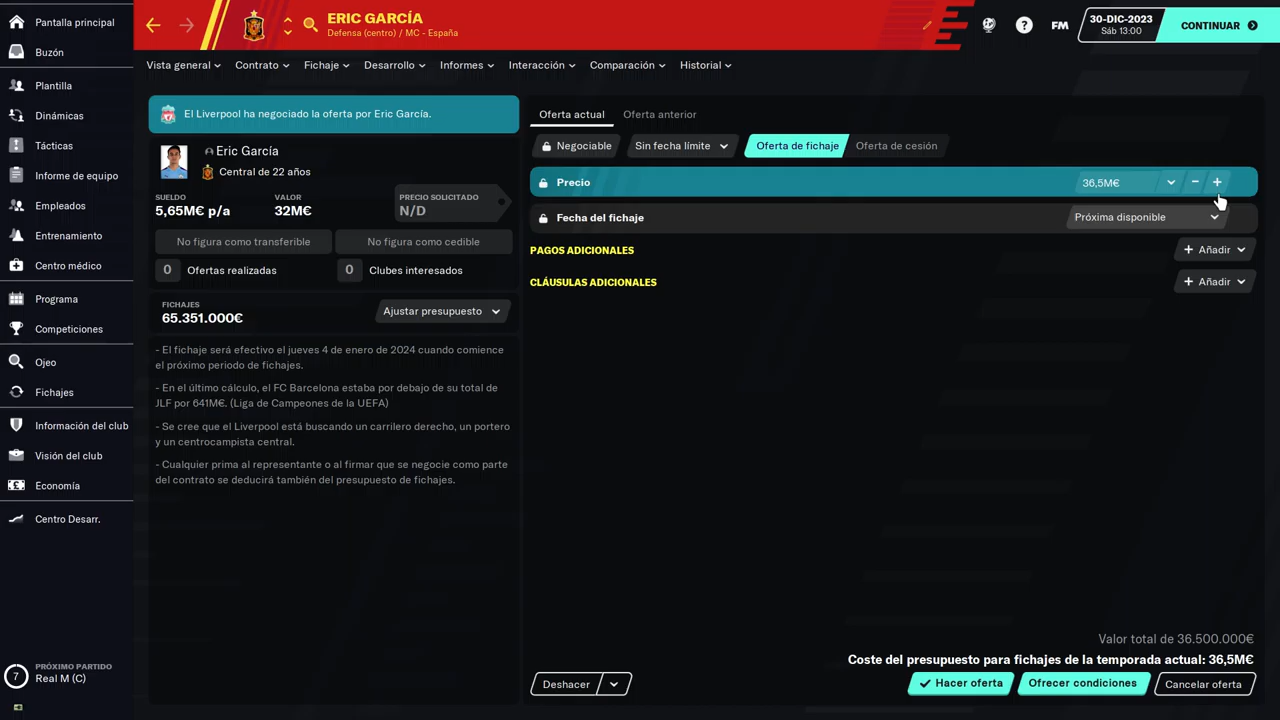 Pantalla principal
Buzón
Plantilla
Dinámicas
Tácticas
Informe de equipo
Empleados
Entrenamiento
Centro médico
Programa
Competiciones
Ojeo
Fichajes
Información del club
Visión del club
Economía
Centro Desarr.
7
PRÓXIMO PARTIDO
Real M (C)
ERIC GARCÍA
Defensa (centro) / MC - España
?
FM
30-DIC-2023
Sáb 13:00
CONTINUAR
Vista general
Contrato
Fichaje
Desarrollo
Informes
Interacción
Comparación
Historial
El Liverpool ha negociado la oferta por Eric García.
Eric García
Central de 22 años
SUELDO
5,65M€ p/a
VALOR
32M€
PRECIO SOLICITADO
N/D
No figura como transferible
No figura como cedible
0 Ofertas realizadas
0 Clubes interesados
FICHAJES
65.351.000€
Ajustar presupuesto
- El fichaje será efectivo el jueves 4 de enero de 2024 cuando comience
el próximo periodo de fichajes.
- En el último cálculo, el FC Barcelona estaba por debajo de su total de
JLF por 641M€. (Liga de Campeones de la UEFA)
- Se cree que el Liverpool está buscando un carrilero derecho, un portero
y un centrocampista central.
- Cualquier prima al representante o al firmar que se negocie como parte
del contrato se deducirá también del presupuesto de fichajes.
Oferta actual
Oferta anterior
Negociable
Sin fecha límite
Oferta de fichaje
Oferta de cesión
Precio
36,5M€
- +
Fecha del fichaje
Próxima disponible
PAGOS ADICIONALES
+ Añadir
CLÁUSULAS ADICIONALES
+ Añadir
Valor total de 36.500.000€
Coste del presupuesto para fichajes de la temporada actual: 36,5M€
Deshacer
Hacer oferta
Ofrecer condiciones
Cancelar oferta